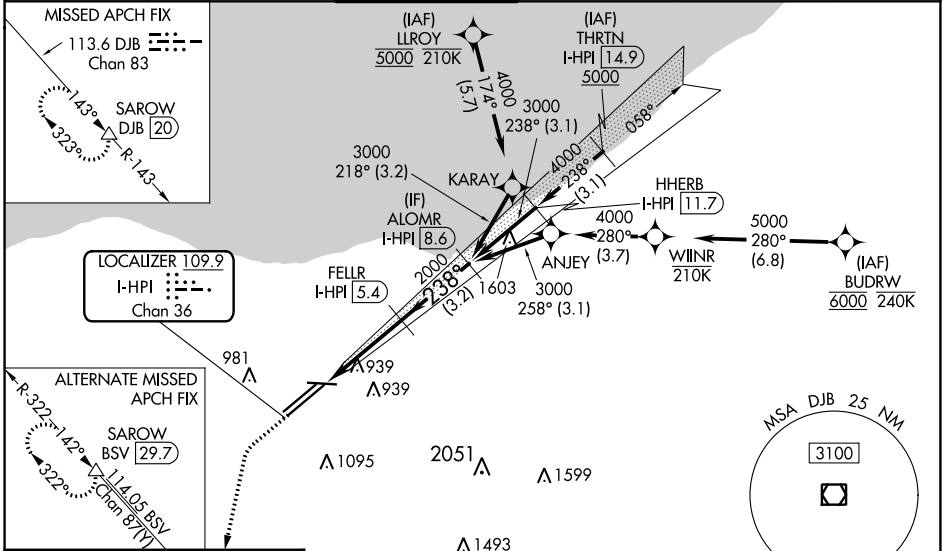 MISSED APCH FIX
113.6 DJB
Chan 83
143°
323°
SAROW
DJB 20
R-143
(IAF)
LLROY
5000 210K
4000
174°
(5.7)
(IAF)
THRTN
I-HPI 14.9
5000
3000
238° (3.1)
3000
218° (3.2)
KARAY
4000
238°
(3.1)
058°
HHERB
I-HPI 11.7
(IF)
ALOMR
I-HPI 8.6
4000
280°
(3.7)
5000
280°
(6.8)
ANJEY
WIINR
210K
(IAF)
BUDRW
6000 240K
LOCALIZER 109.9
I-HPI
Chan 36
FELLR
I-HPI 5.4
2000
238°
(3.2)
1603
3000
258° (3.1)
981
939
939
ALTERNATE MISSED
APCH FIX
R-322
142°
322°
SAROW
BSV 29.7
114.05 BSV
Chan 87(Y)
1095
2051
1599
1493
MSA DJB 25 NM
3100